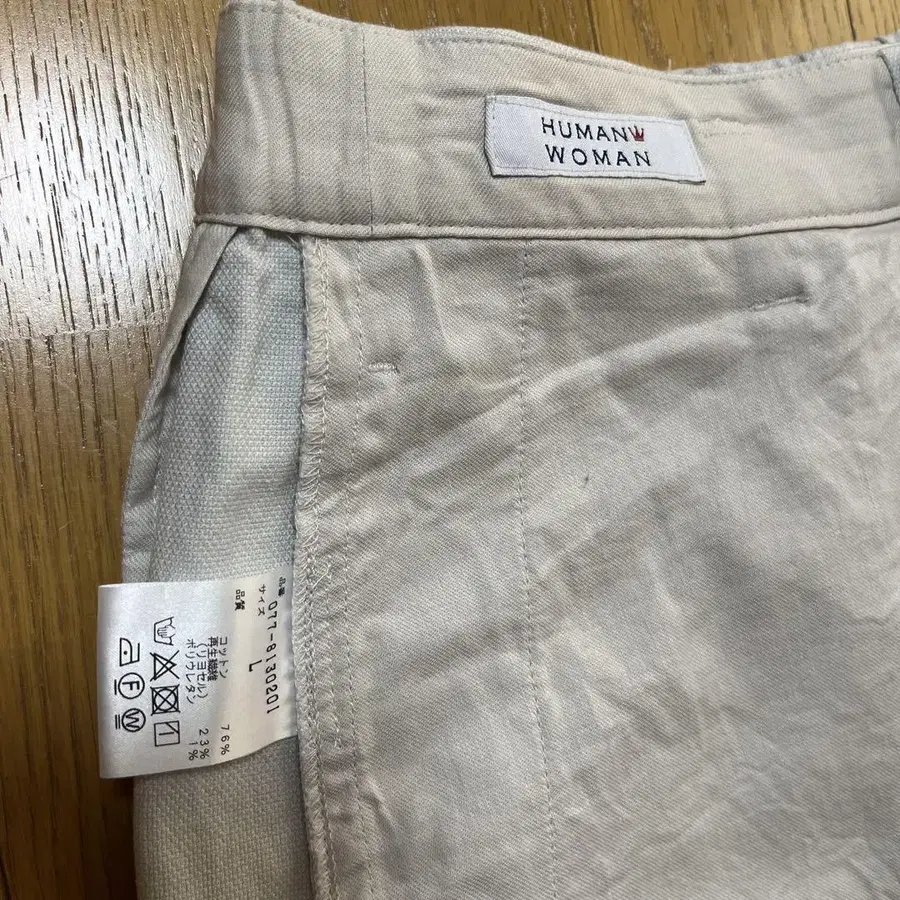 HUMAN
WOMAN
品番 077-8130201
サイズ L
品質
コットン 76%
再生繊維
(リヨセル) 23%
ポリウレタン 1%
F W